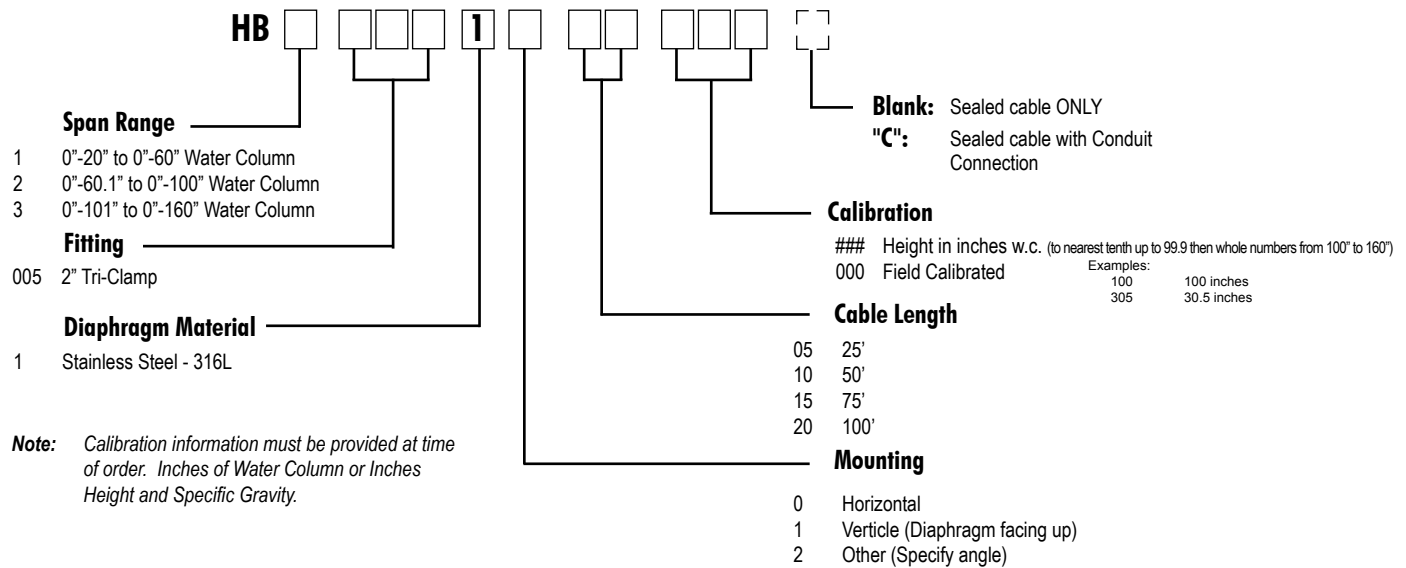 HB 1
Span Range
1 0"-20" to 0"-60" Water Column
2 0"-60.1" to 0"-100" Water Column
3 0"-101" to 0"-160" Water Column
Fitting
005 2" Tri-Clamp
Diaphragm Material
1 Stainless Steel - 316L
Note: Calibration information must be provided at time
of order. Inches of Water Column or Inches
Height and Specific Gravity.
Blank: Sealed cable ONLY
"C": Sealed cable with Conduit
Connection
Calibration
### Height in inches w.c. (to nearest tenth up to 99.9 then whole numbers from 100" to 160")
000 Field Calibrated
Examples:
100 100 inches
305 30.5 inches
Cable Length
05 25'
10 50'
15 75'
20 100'
Mounting
0 Horizontal
1 Verticle (Diaphragm facing up)
2 Other (Specify angle)